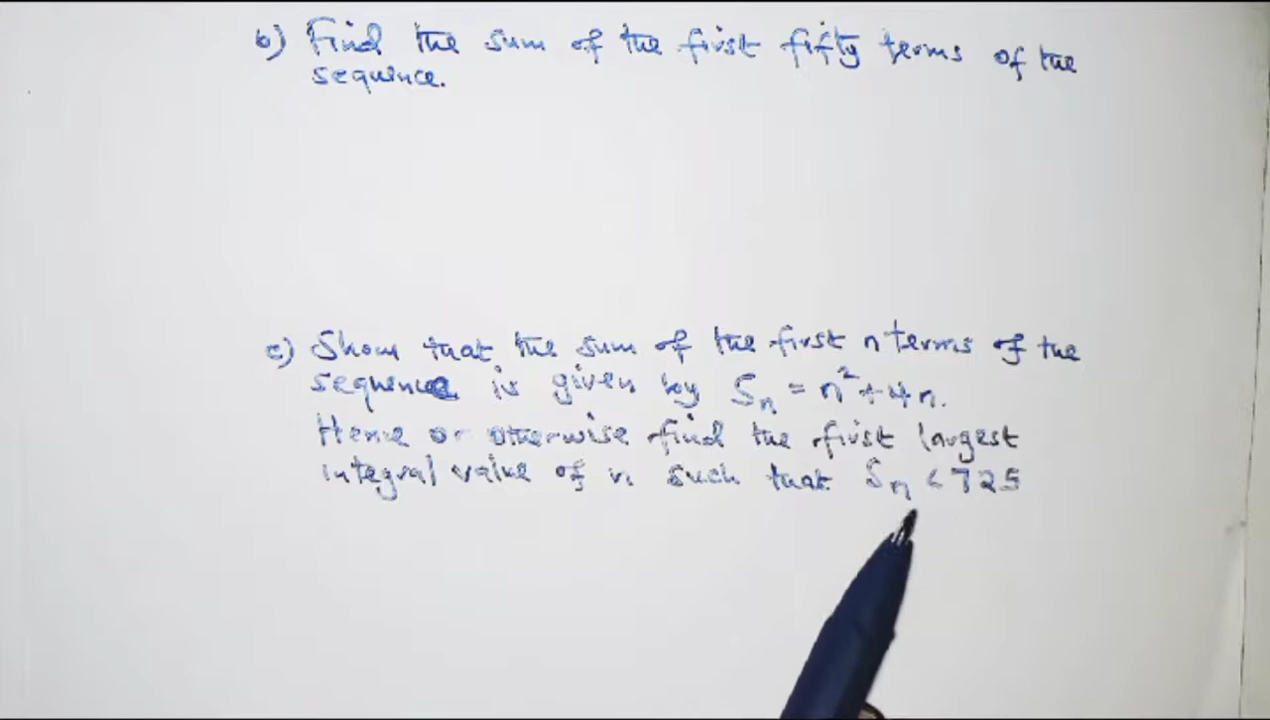 b) Find the sum of the first fifty terms of the
sequence.
c) Show that the sum of the first n terms of the
sequence is given by Sₙ = n² + 4n.
Hence or otherwise find the first largest
integral value of n such that Sₙ < 725